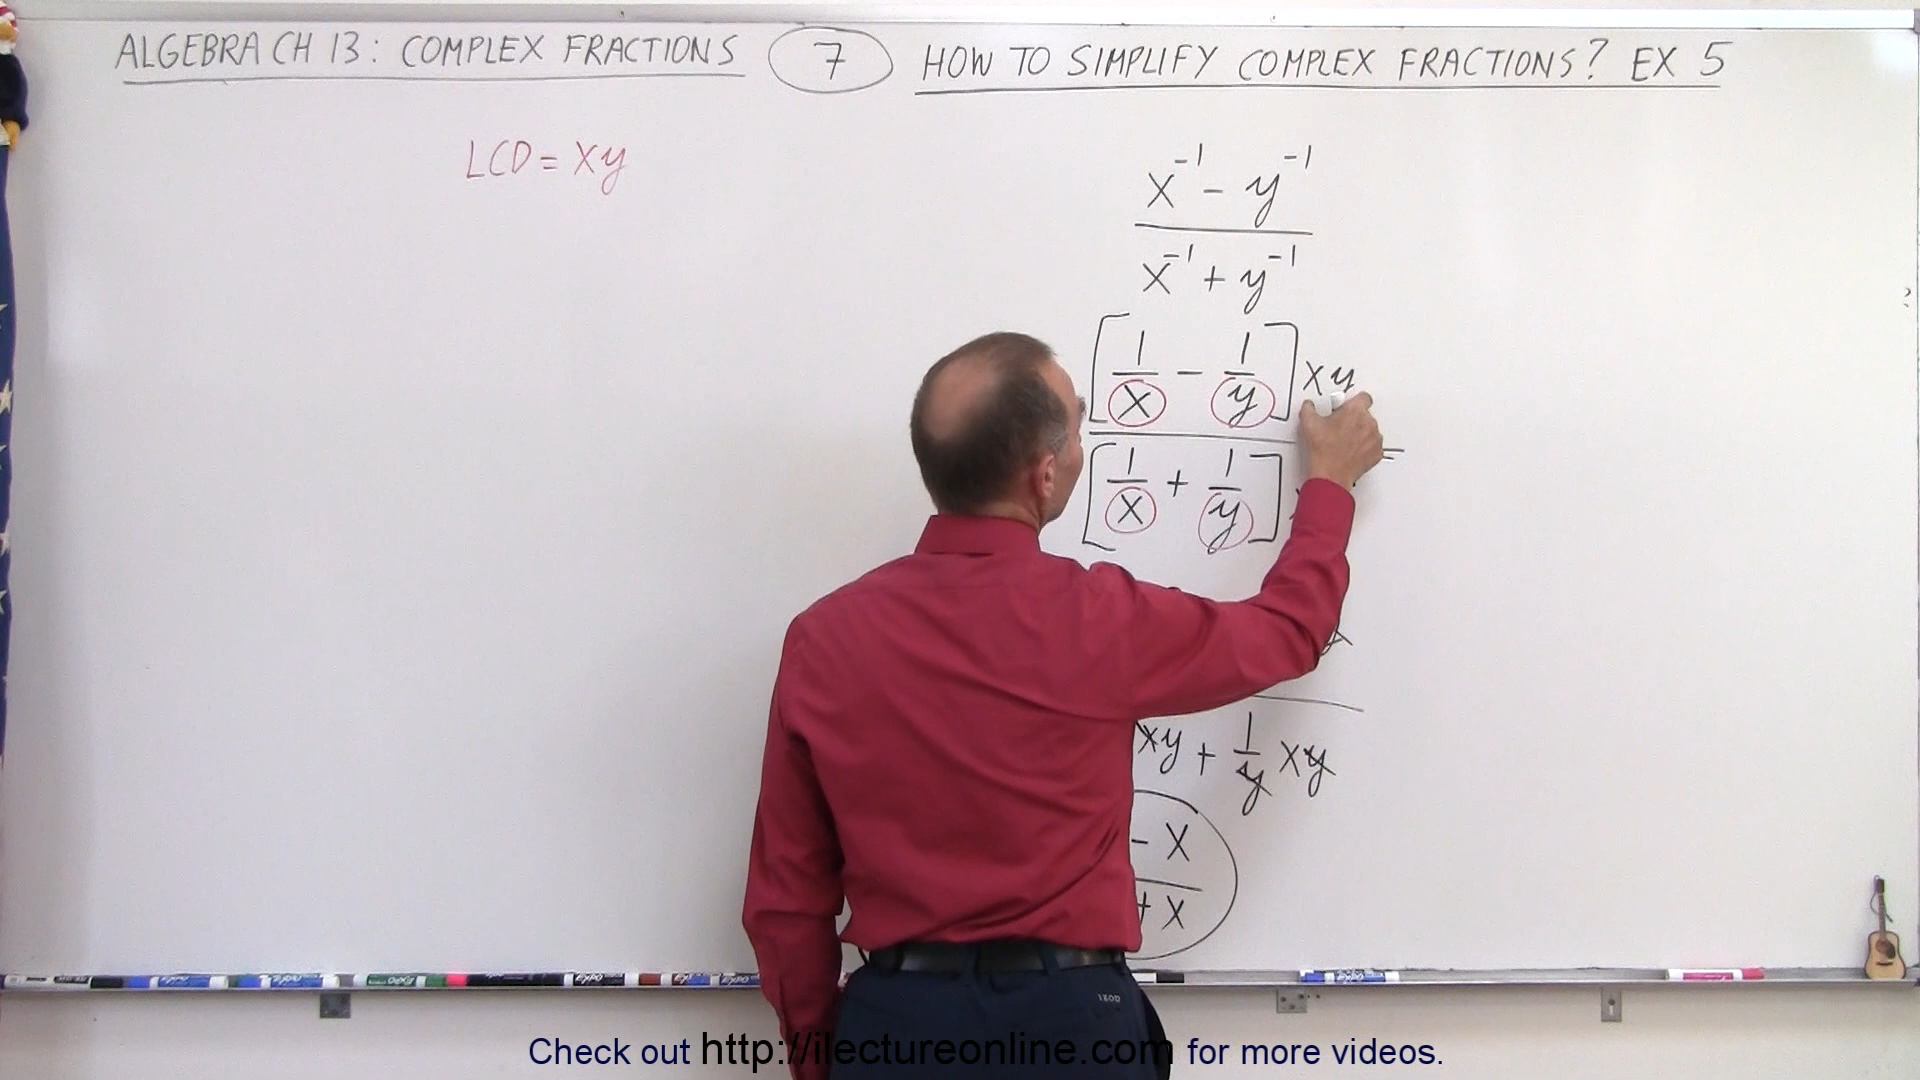 ALGEBRA CH 13: COMPLEX FRACTIONS 7 HOW TO SIMPLIFY COMPLEX FRACTIONS? EX 5
LCD = xy
x⁻¹ - y⁻¹
x⁻¹ + y⁻¹
[1/x - 1/y] xy
[1/x + 1/y] =
xy + 1/y xy
- x
+ x
IZOD
Check out http://ilectureonline.com for more videos.